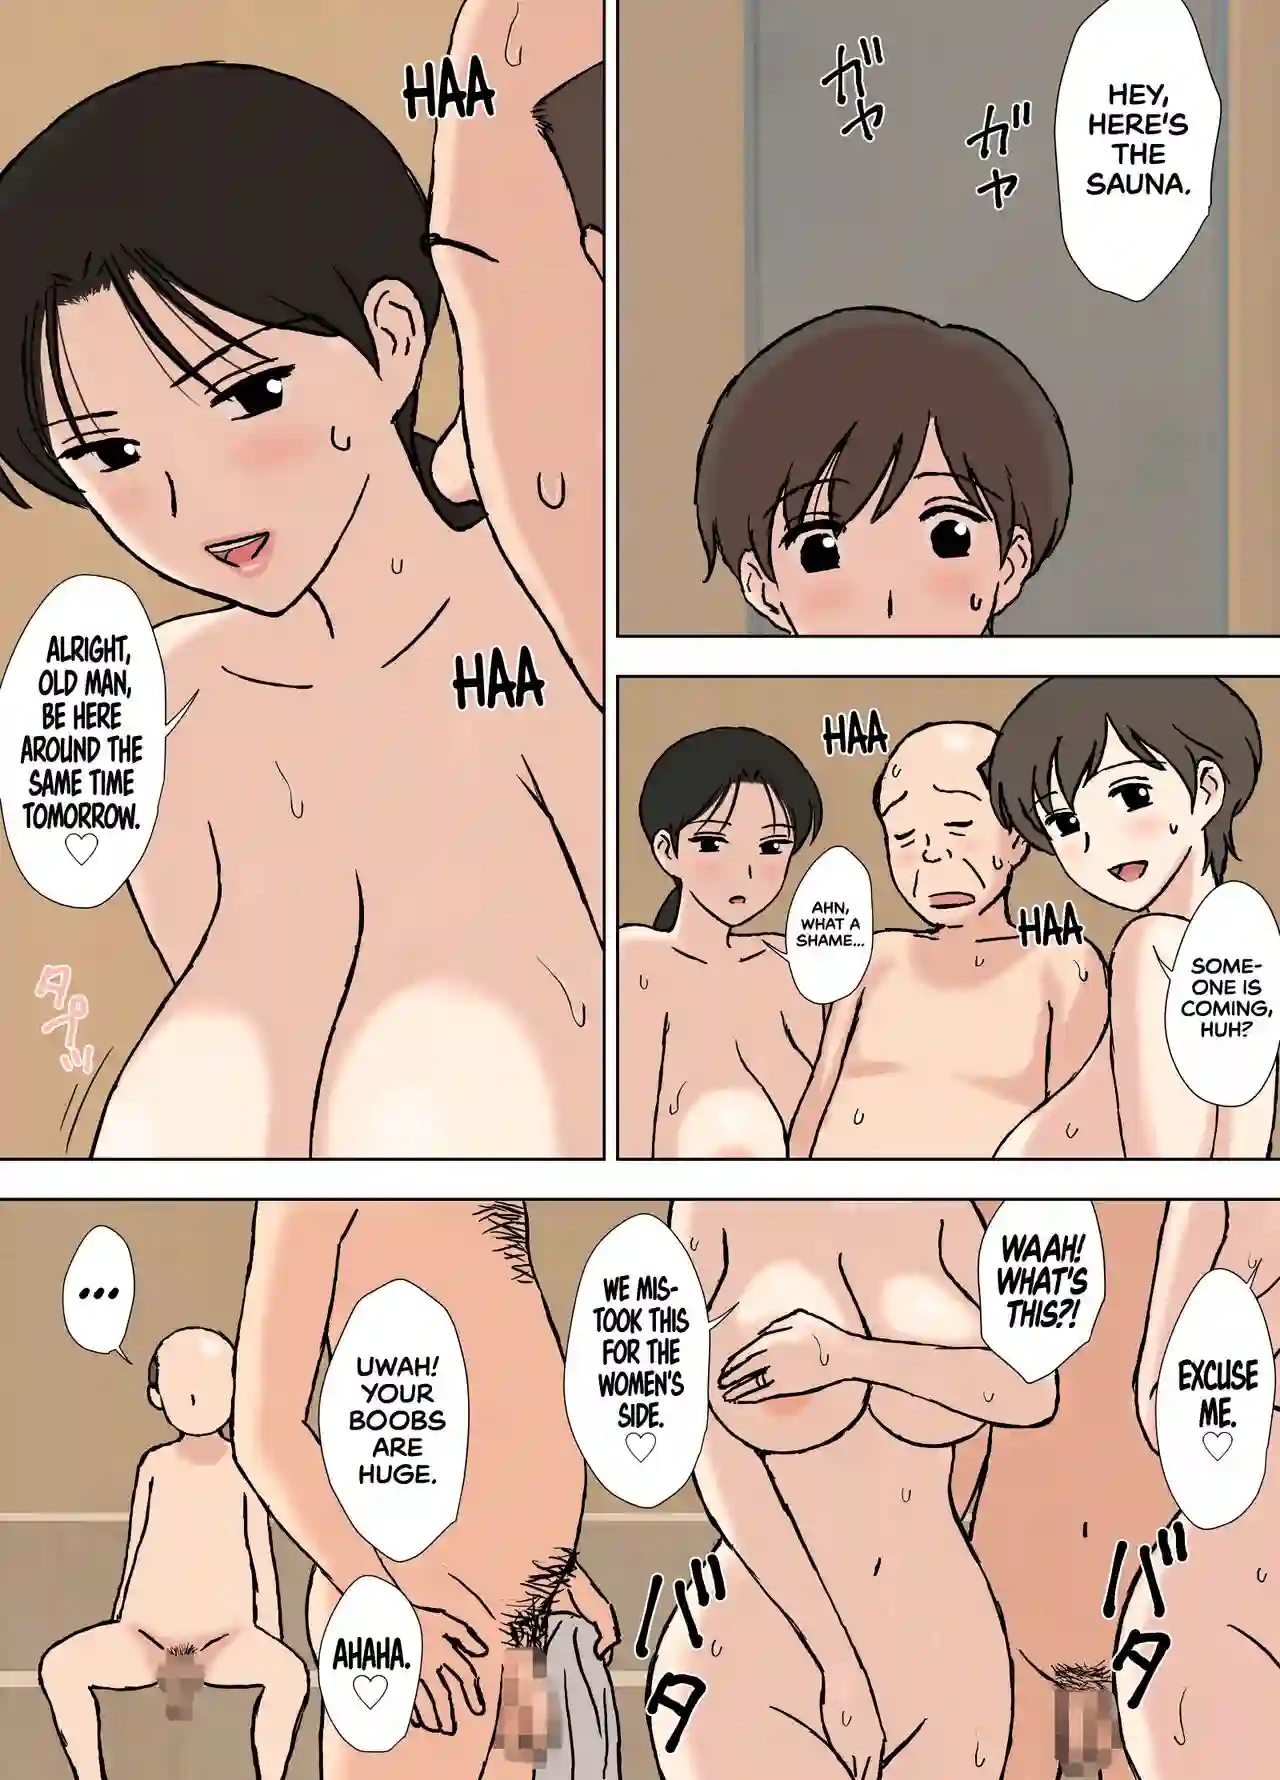 HEY,
HERE'S
THE
SAUNA.
ガヤ
ガヤ
HAA
HAA
ALRIGHT,
OLD MAN,
BE HERE
AROUND THE
SAME TIME
TOMORROW.
♡
タプッ
HAA
SOME-
ONE IS
COMING,
HUH?
AHN,
WHAT A
SHAME...
HAA
EXCUSE
ME.
♡
WAAH!
WHAT'S
THIS?!
WE MIS-
TOOK THIS
FOR THE
WOMEN'S
SIDE.
♡
バタ
バタ
UWAH!
YOUR
BOOBS
ARE
HUGE.
AHAHA.
♡
...